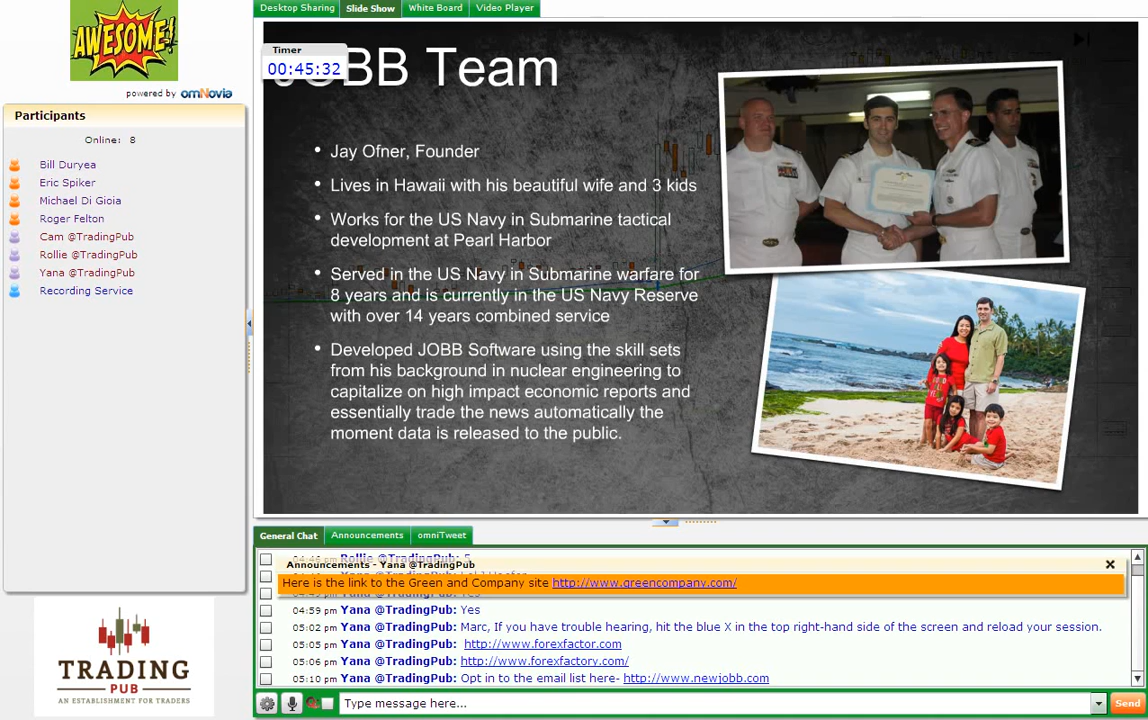 Desktop Sharing
Slide Show
White Board
Video Player
AWESOME!
powered by omNovia
Participants
Online: 8
Bill Duryea
Eric Spiker
Michael Di Gioia
Roger Felton
Cam @TradingPub
Rollie @TradingPub
Yana @TradingPub
Recording Service
TRADING
PUB
AN ESTABLISHMENT FOR TRADERS
Timer
00:45:32
JOBB Team
• Jay Ofner, Founder
• Lives in Hawaii with his beautiful wife and 3 kids
• Works for the US Navy in Submarine tactical
development at Pearl Harbor
• Served in the US Navy in Submarine warfare for
8 years and is currently in the US Navy Reserve
with over 14 years combined service
• Developed JOBB Software using the skill sets
from his background in nuclear engineering to
capitalize on high impact economic reports and
essentially trade the news automatically the
moment data is released to the public.
General Chat
Announcements
omniTweet
04:46 pm Rollie @TradingPub: 5
Announcements - Yana @TradingPub
Here is the link to the Green and Company site http://www.greencompany.com/
04:59 pm Yana @TradingPub: Yes
05:02 pm Yana @TradingPub: Marc, If you have trouble hearing, hit the blue X in the top right-hand side of the screen and reload your session.
05:05 pm Yana @TradingPub: http://www.forexfactor.com
05:06 pm Yana @TradingPub: http://www.forexfactory.com/
05:10 pm Yana @TradingPub: Opt in to the email list here- http://www.newjobb.com
Type message here...
Send